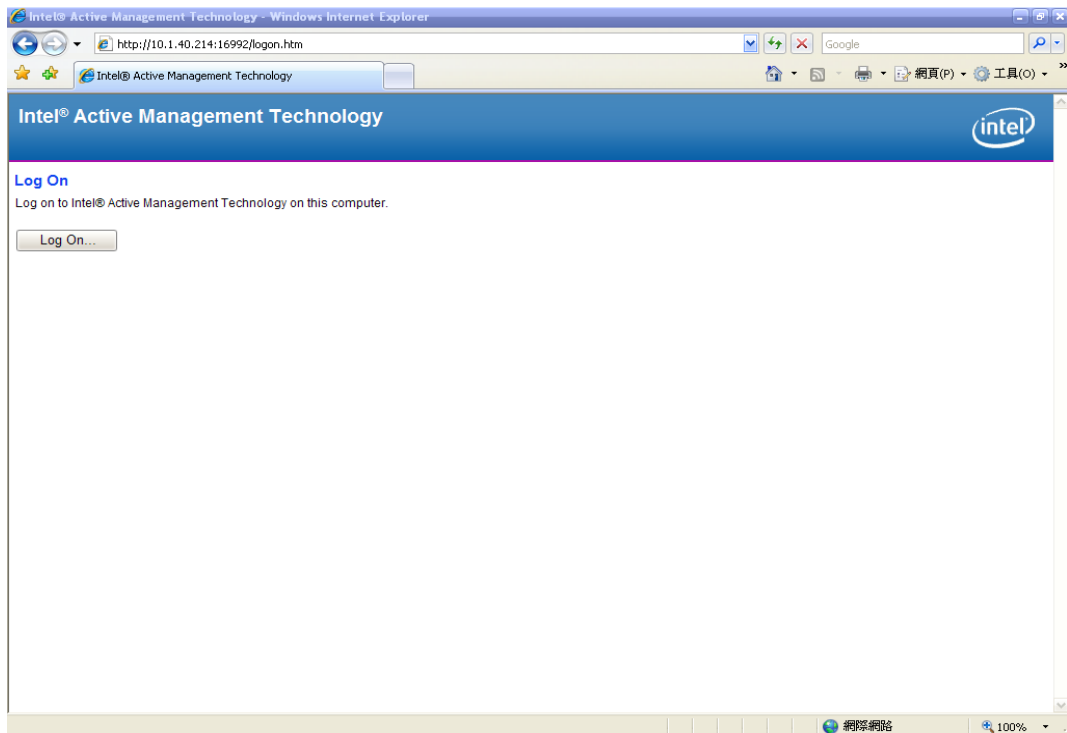 Intel® Active Management Technology - Windows Internet Explorer
http://10.1.40.214:16992/logon.htm
Google
Intel® Active Management Technology
網頁(P)
工具(O)
»
Intel® Active Management Technology
intel
Log On
Log on to Intel® Active Management Technology on this computer.
Log On...
網際網路
100%